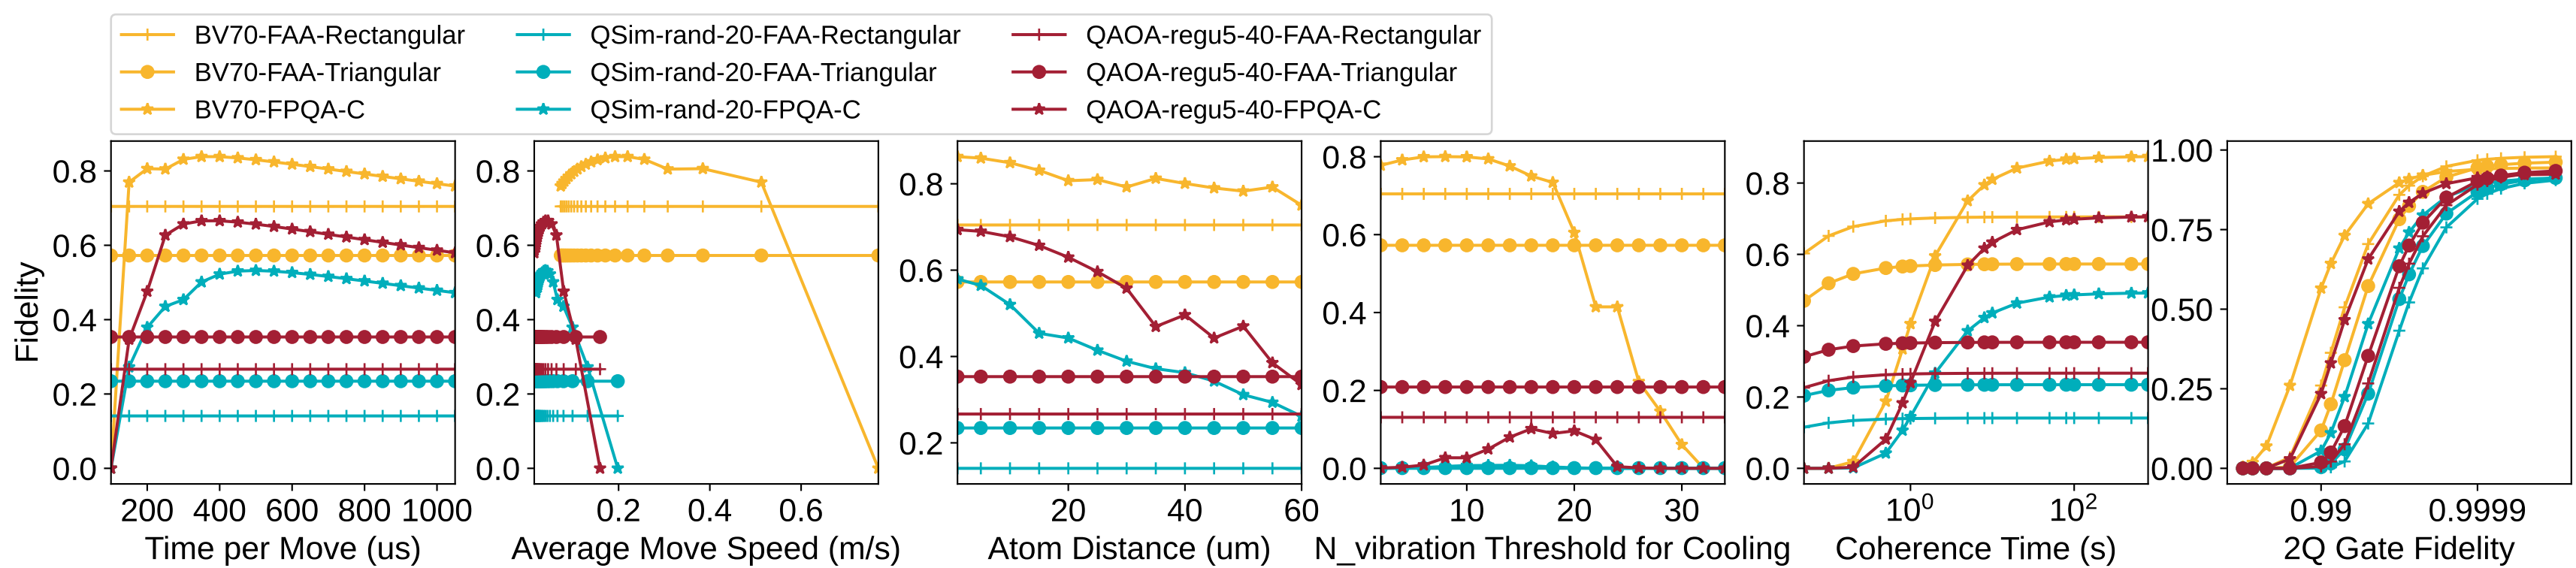 BV70-FAA-Rectangular QSim-rand-20-FAA-Rectangular QAOA-regu5-40-FAA-Rectangular
BV70-FAA-Triangular QSim-rand-20-FAA-Triangular QAOA-regu5-40-FAA-Triangular
BV70-FPQA-C QSim-rand-20-FPQA-C QAOA-regu5-40-FPQA-C
Fidelity
0.8
0.6
0.4
0.2
0.0
200 400 600 800 1000
Time per Move (us)
0.8
0.6
0.4
0.2
0.0
0.2 0.4 0.6
Average Move Speed (m/s)
0.8
0.6
0.4
0.2
20 40 60
Atom Distance (um)
0.8
0.6
0.4
0.2
0.0
10 20 30
N_vibration Threshold for Cooling
0.8
0.6
0.4
0.2
0.0
10⁰ 10²
Coherence Time (s)
1.00
0.75
0.50
0.25
0.00
0.99 0.9999
2Q Gate Fidelity